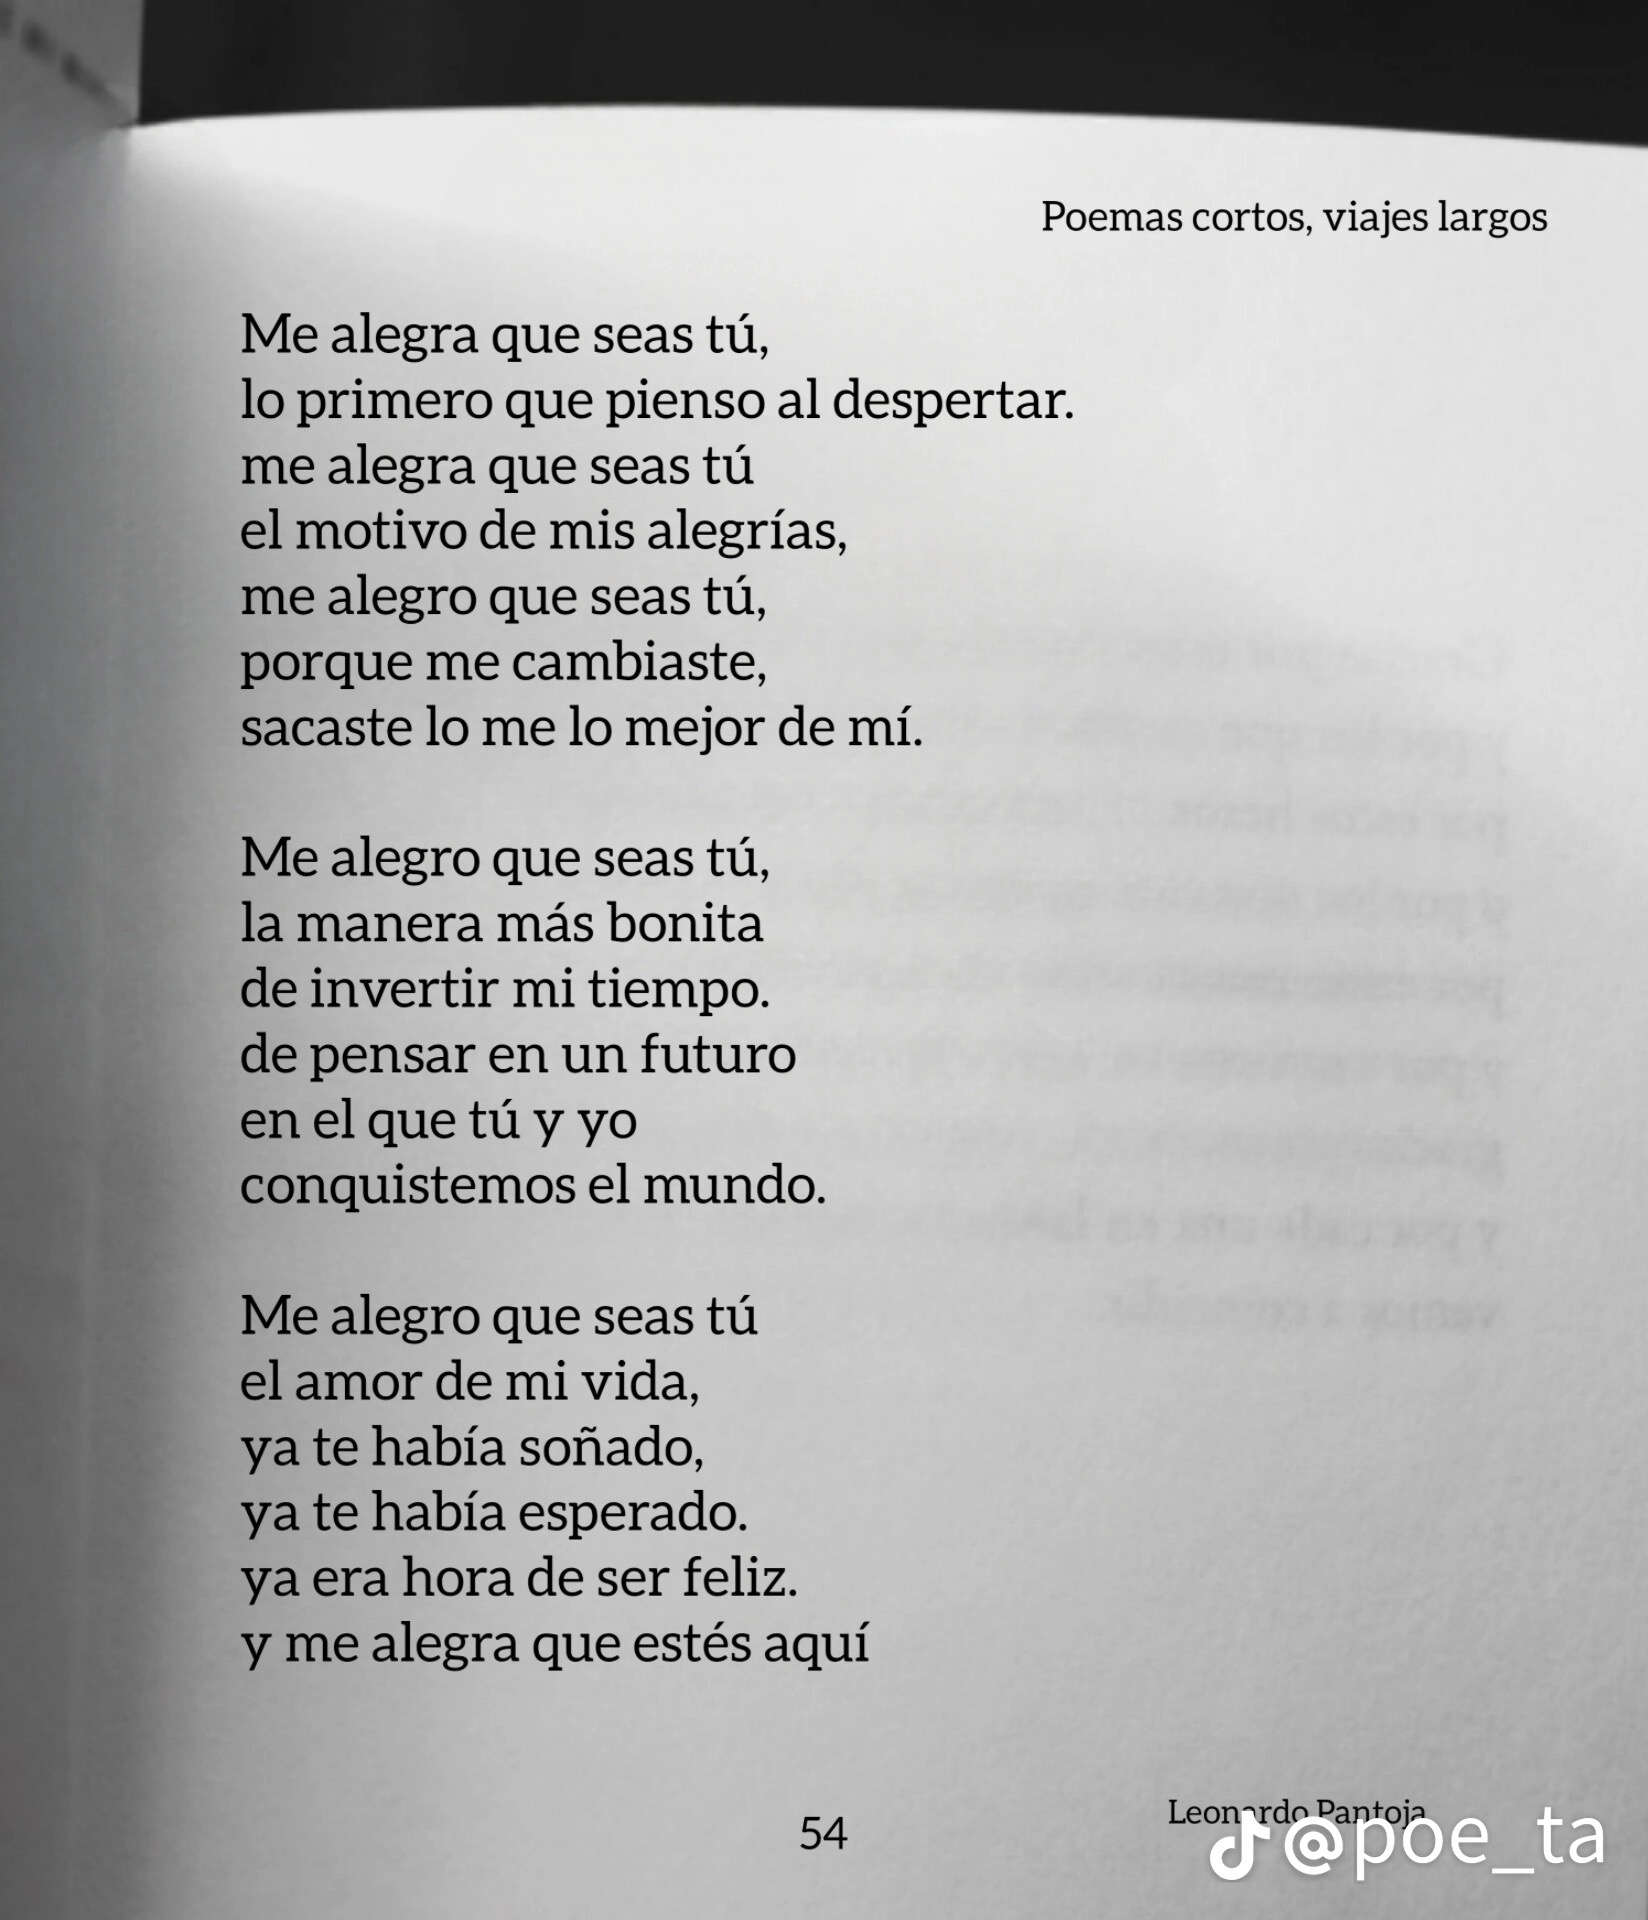 Poemas cortos, viajes largos
Me alegra que seas tú,
lo primero que pienso al despertar.
me alegra que seas tú
el motivo de mis alegrías,
me alegro que seas tú,
porque me cambiaste,
sacaste lo me lo mejor de mí.
Me alegro que seas tú,
la manera más bonita
de invertir mi tiempo.
de pensar en un futuro
en el que tú y yo
conquistemos el mundo.
Me alegro que seas tú
el amor de mi vida,
ya te había soñado,
ya te había esperado.
ya era hora de ser feliz.
y me alegra que estés aquí
Leonardo Pantoja
54
@poe_ta